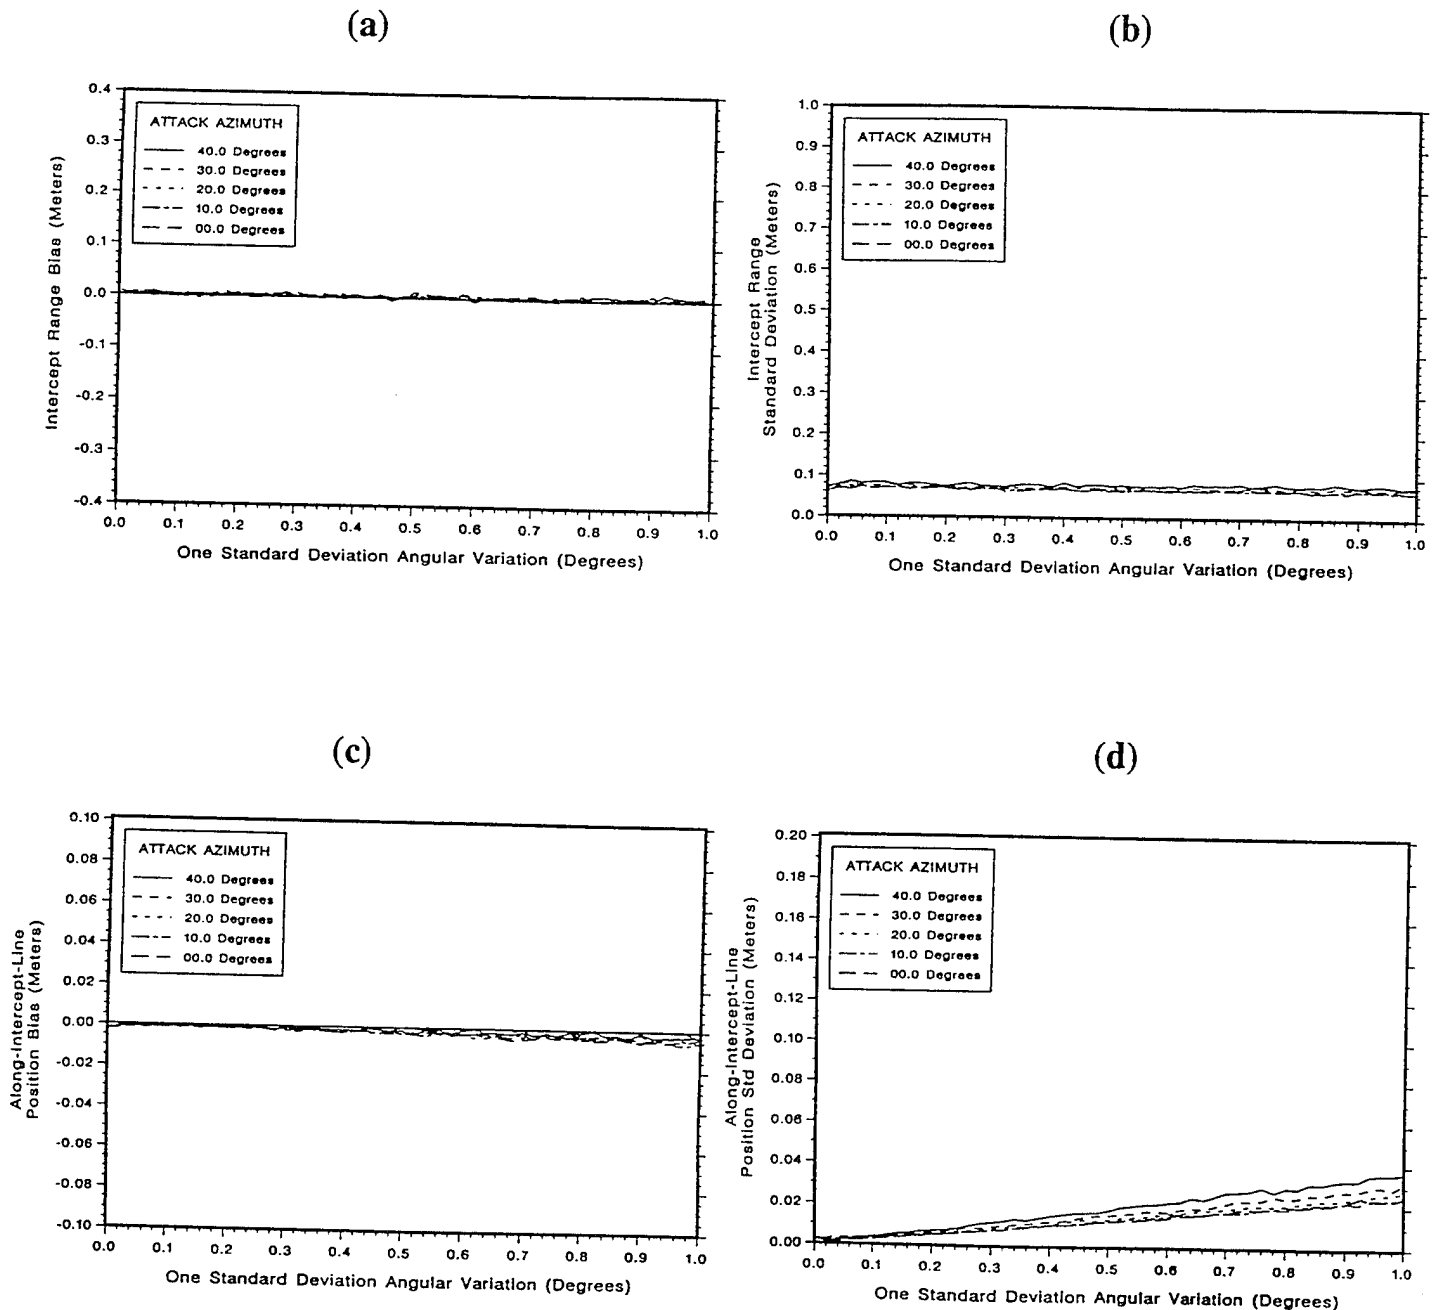 (a)
0.4
0.3
0.2
0.1
0.0
-0.1
-0.2
-0.3
-0.4
Intercept Range Bias (Meters)
ATTACK AZIMUTH
40.0 Degrees
30.0 Degrees
20.0 Degrees
10.0 Degrees
00.0 Degrees
0.0 0.1 0.2 0.3 0.4 0.5 0.6 0.7 0.8 0.9 1.0
One Standard Deviation Angular Variation (Degrees)
(b)
1.0
0.9
0.8
0.7
0.6
0.5
0.4
0.3
0.2
0.1
0.0
Intercept Range
Standard Deviation (Meters)
ATTACK AZIMUTH
40.0 Degrees
30.0 Degrees
20.0 Degrees
10.0 Degrees
00.0 Degrees
0.0 0.1 0.2 0.3 0.4 0.5 0.6 0.7 0.8 0.9 1.0
One Standard Deviation Angular Variation (Degrees)
(c)
0.10
0.08
0.06
0.04
0.02
0.00
-0.02
-0.04
-0.06
-0.08
-0.10
Along-Intercept-Line
Position Bias (Meters)
ATTACK AZIMUTH
40.0 Degrees
30.0 Degrees
20.0 Degrees
10.0 Degrees
00.0 Degrees
0.0 0.1 0.2 0.3 0.4 0.5 0.6 0.7 0.8 0.9 1.0
One Standard Deviation Angular Variation (Degrees)
(d)
0.20
0.18
0.16
0.14
0.12
0.10
0.08
0.06
0.04
0.02
0.00
Along-Intercept-Line
Position Std Deviation (Meters)
ATTACK AZIMUTH
40.0 Degrees
30.0 Degrees
20.0 Degrees
10.0 Degrees
00.0 Degrees
0.0 0.1 0.2 0.3 0.4 0.5 0.6 0.7 0.8 0.9 1.0
One Standard Deviation Angular Variation (Degrees)